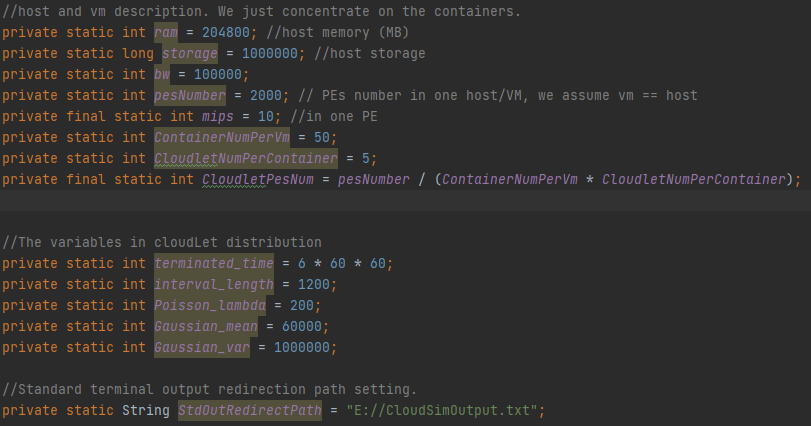 //host and vm description. We just concentrate on the containers.
private static int ram = 204800; //host memory (MB)
private static long storage = 1000000; //host storage
private static int bw = 100000;
private static int pesNumber = 2000; // PEs number in one host/VM, we assume vm == host
private final static int mips = 10; //in one PE
private static int ContainerNumPerVm = 50;
private static int CloudletNumPerContainer = 5;
private final static int CloudletPesNum = pesNumber / (ContainerNumPerVm * CloudletNumPerContainer);
//The variables in cloudLet distribution
private static int terminated_time = 6 * 60 * 60;
private static int interval_length = 1200;
private static int Poisson_lambda = 200;
private static int Gaussian_mean = 60000;
private static int Gaussian_var = 1000000;
//Standard terminal output redirection path setting.
private static String StdOutRedirectPath = "E://CloudSimOutput.txt";